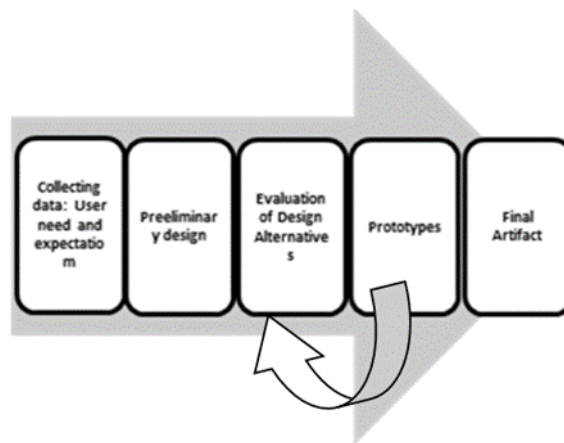 Collecting
data: User
need and
expectatio
m
Preeliminar
y design
Evaluation
of Design
Alternative
s
Prototypes
Final
Artifact